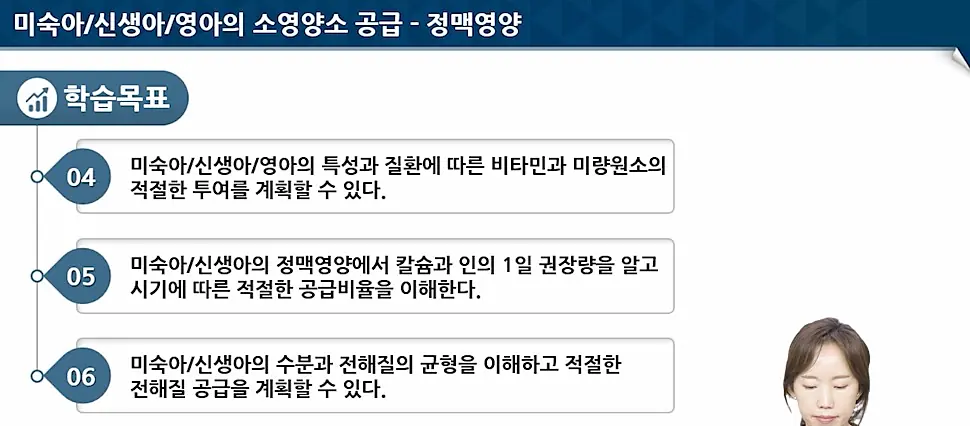 미숙아/신생아/영아의 소영양소 공급 - 정맥영양
학습목표
04
미숙아/신생아/영아의 특성과 질환에 따른 비타민과 미량원소의
적절한 투여를 계획할 수 있다.
05
미숙아/신생아의 정맥영양에서 칼슘과 인의 1일 권장량을 알고
시기에 따른 적절한 공급비율을 이해한다.
06
미숙아/신생아의 수분과 전해질의 균형을 이해하고 적절한
전해질 공급을 계획할 수 있다.